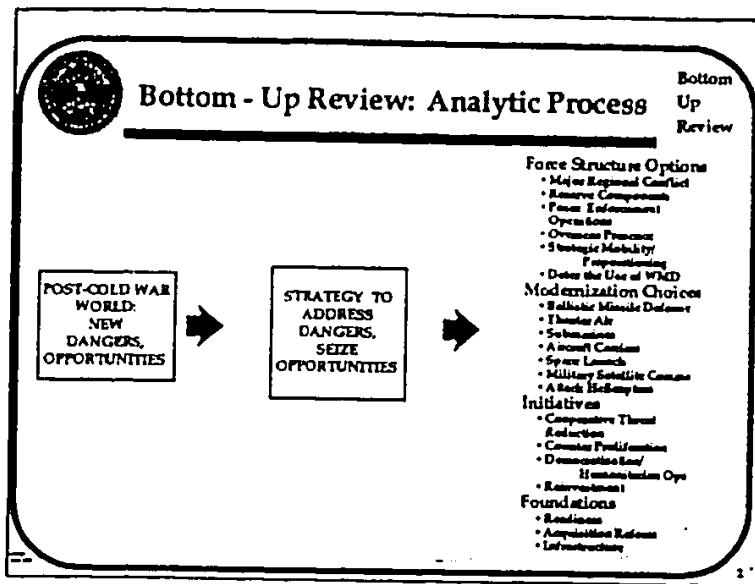 Bottom - Up Review: Analytic Process
Bottom
Up
Review
POST-COLD WAR
WORLD:
NEW
DANGERS,
OPPORTUNITIES
STRATEGY TO
ADDRESS
DANGERS,
SEIZE
OPPORTUNITIES
Force Structure Options
• Major Regional Conflict
• Reserve Components
• Peace Enforcement
Operations
• Overseas Presence
• Strategic Mobility/
Prepositioning
• Deter the Use of WMD
Modernization Choices
• Ballistic Missile Defense
• Theater Air
• Submarines
• Aircraft Carriers
• Space Launch
• Military Satellite Comms
• Attack Helicopters
Initiatives
• Cooperative Threat
Reduction
• Counter Proliferation
• Democratization/
Humanitarian Ops
• Reinvestment
Foundations
• Readiness
• Acquisition Reform
• Infrastructure
2